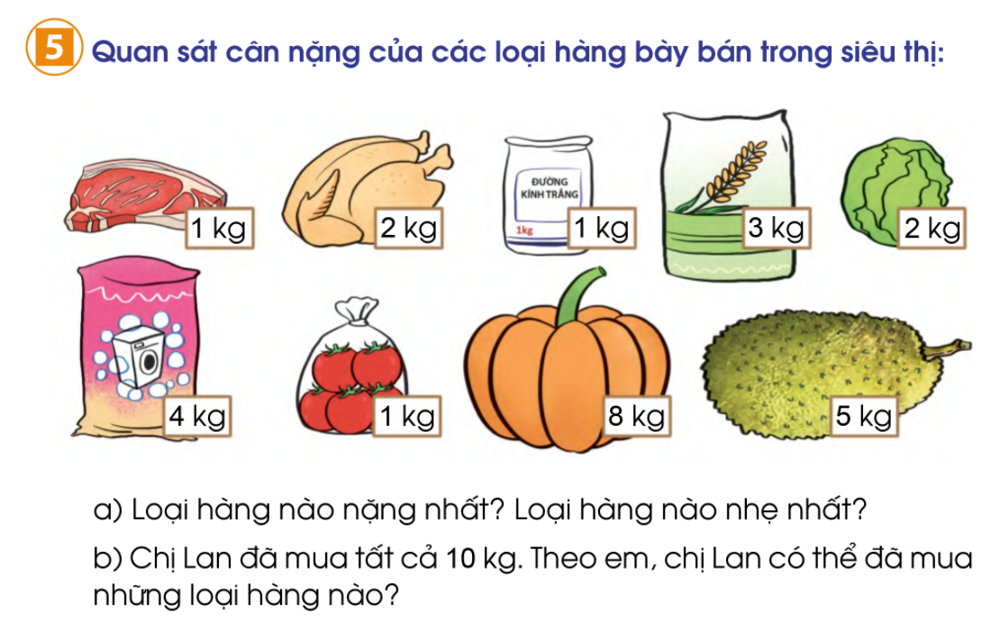 5 Quan sát cân nặng của các loại hàng bày bán trong siêu thị:
ĐƯỜNG
KÍNH TRẮNG
1kg
1 kg
2 kg
1 kg
3 kg
2 kg
4 kg
1 kg
8 kg
5 kg
a) Loại hàng nào nặng nhất? Loại hàng nào nhẹ nhất?
b) Chị Lan đã mua tất cả 10 kg. Theo em, chị Lan có thể đã mua
những loại hàng nào?